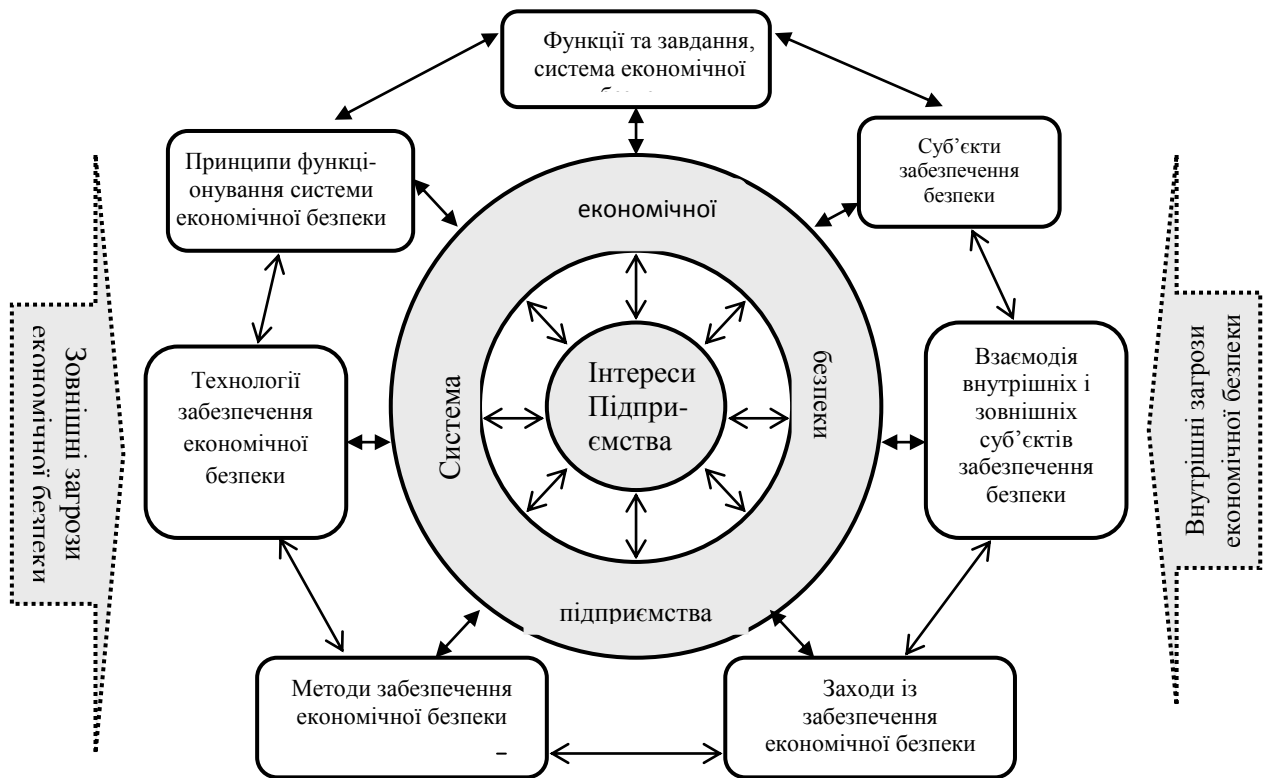 Функції та завдання,
система економічної
Принципи функці-
онування системи
економічної безпеки
Суб’єкти
забезпечення
безпеки
економічної
Зовнішні загрози
економічної безпеки
Технології
забезпечення
економічної
безпеки
Система
Інтереси
Підпри-
ємства
безпеки
Взаємодія
внутрішніх і
зовнішніх
суб’єктів
забезпечення
безпеки
Внутрішні загрози
економічної безпеки
підприємства
Методи забезпечення
економічної безпеки
–
Заходи із
забезпечення
економічної безпеки